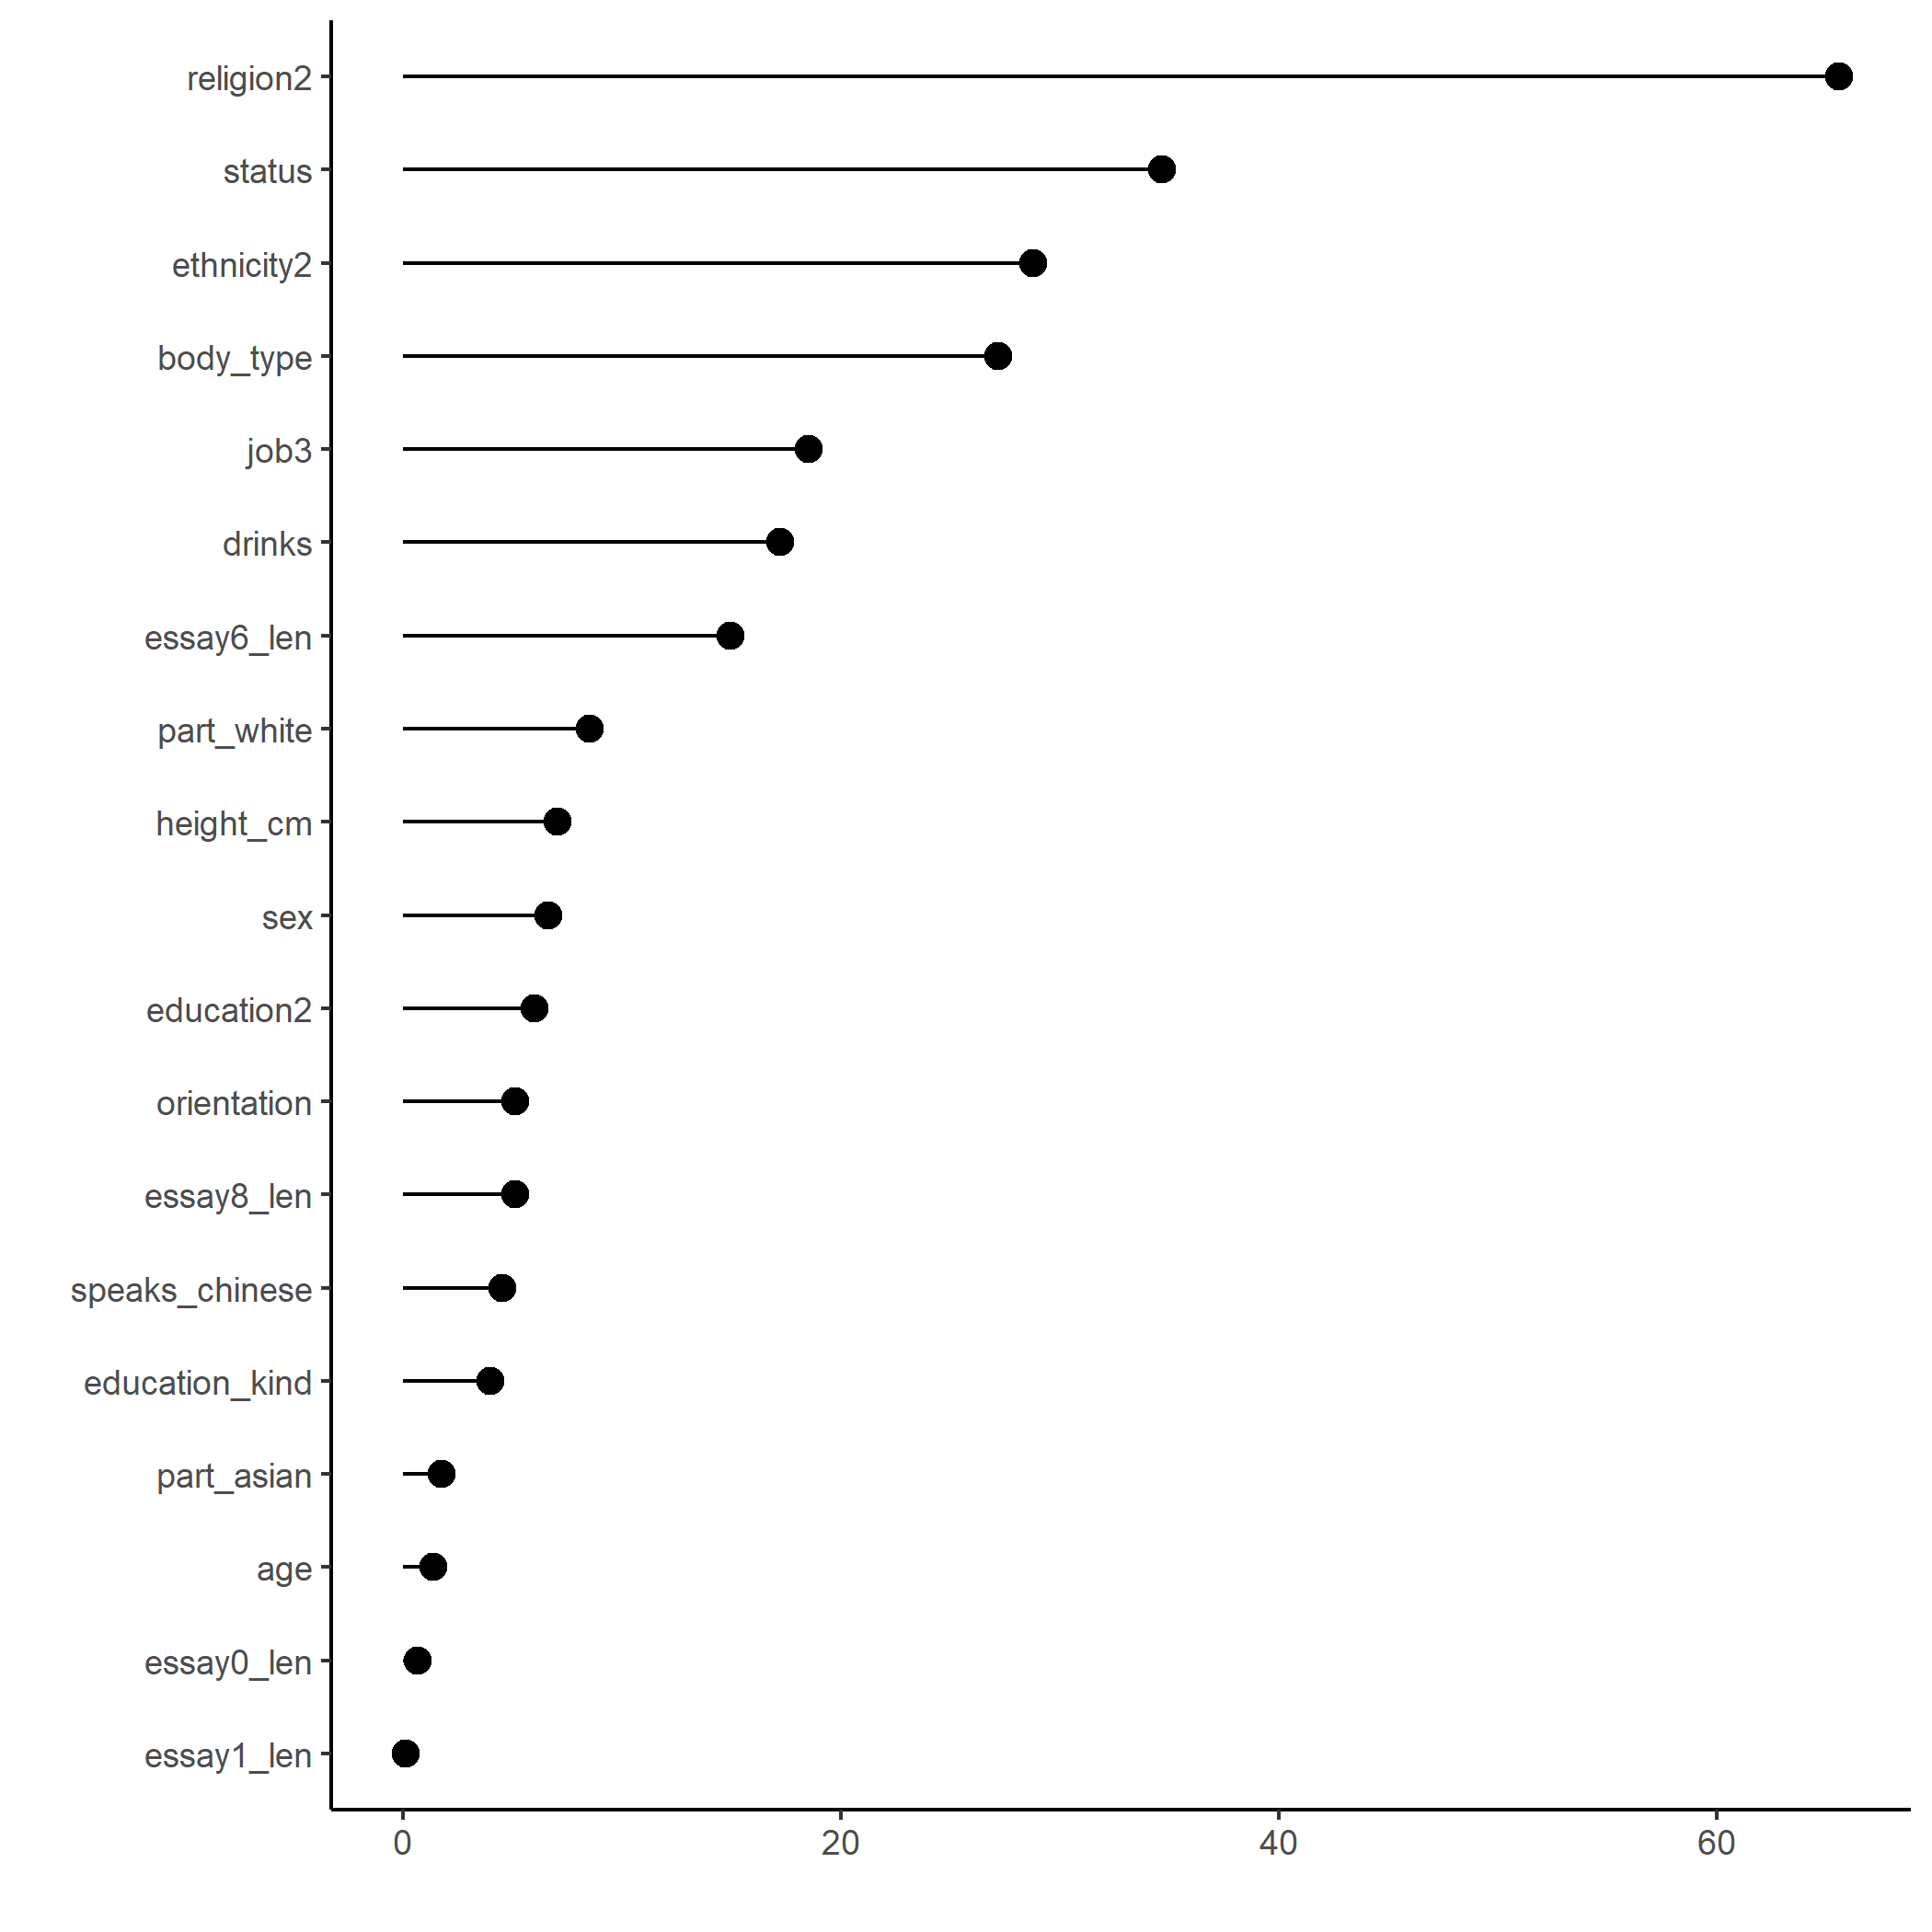 religion2
status
ethnicity2
body_type
job3
drinks
essay6_len
part_white
height_cm
sex
education2
orientation
essay8_len
speaks_chinese
education_kind
part_asian
age
essay0_len
essay1_len
0 20 40 60